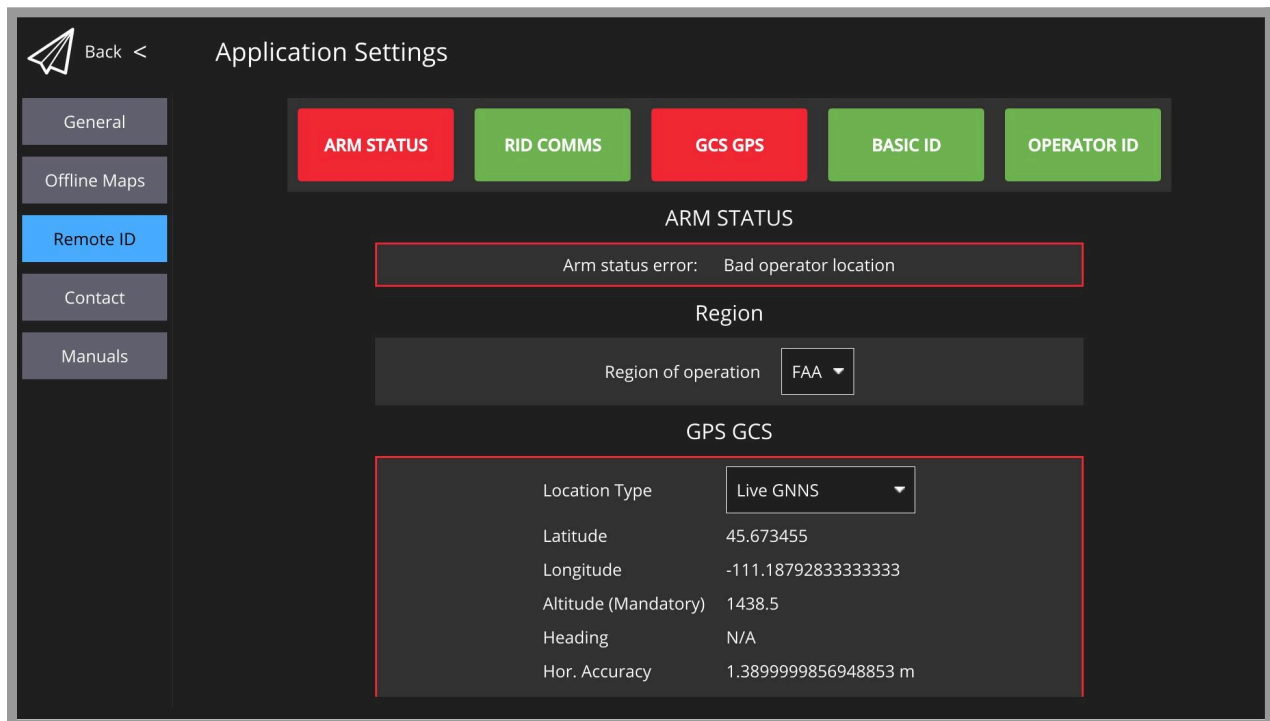 Back <
Application Settings
General
Offline Maps
Remote ID
Contact
Manuals
ARM STATUS
RID COMMS
GCS GPS
BASIC ID
OPERATOR ID
ARM STATUS
Arm status error: Bad operator location
Region
Region of operation FAA
GPS GCS
Location Type Live GNNS
Latitude 45.673455
Longitude -111.18792833333333
Altitude (Mandatory) 1438.5
Heading N/A
Hor. Accuracy 1.3899999856948853 m